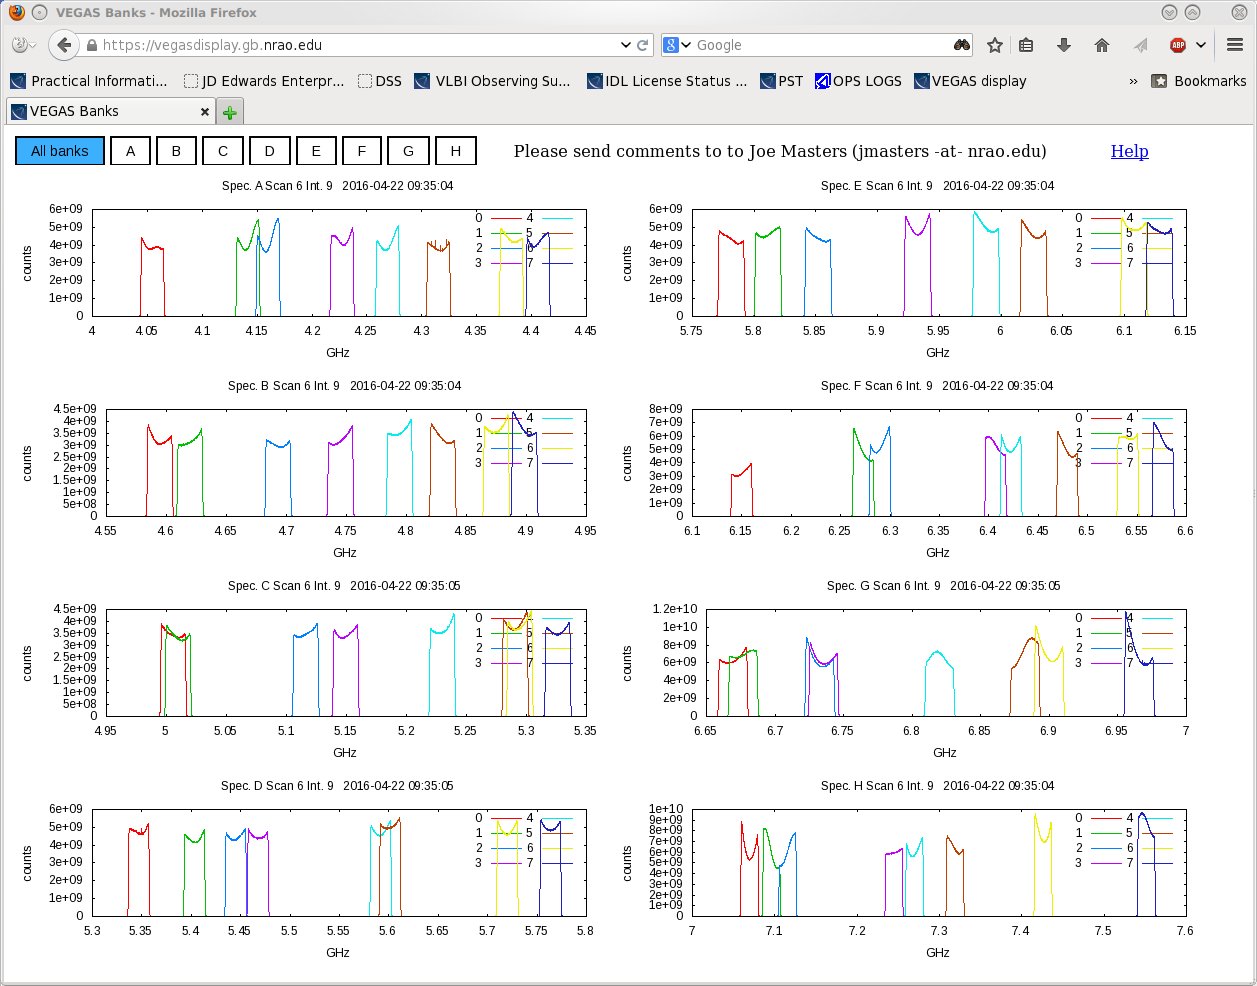 VEGAS Banks - Mozilla Firefox
https://vegasdisplay.gb.nrao.edu
8 Google
ABP
Practical Informati... JD Edwards Enterpr... DSS VLBI Observing Su... IDL License Status ... PST OPS LOGS VEGAS display » Bookmarks
VEGAS Banks
All banks A B C D E F G H Please send comments to to Joe Masters (jmasters -at- nrao.edu) Help
Spec. A Scan 6 Int. 9 2016-04-22 09:35:04
6e+09
5e+09
4e+09
3e+09
2e+09
1e+09
0
counts
0 4
1 5
2 6
3 7
4 4.05 4.1 4.15 4.2 4.25 4.3 4.35 4.4 4.45
GHz
Spec. E Scan 6 Int. 9 2016-04-22 09:35:04
6e+09
5e+09
4e+09
3e+09
2e+09
1e+09
0
counts
0 4
1 5
2 6
3 7
5.75 5.8 5.85 5.9 5.95 6 6.05 6.1 6.15
GHz
Spec. B Scan 6 Int. 9 2016-04-22 09:35:04
4.5e+09
4e+09
3.5e+09
3e+09
2.5e+09
2e+09
1.5e+09
1e+09
5e+08
0
counts
0 4
1 5
2 6
3 7
4.55 4.6 4.65 4.7 4.75 4.8 4.85 4.9 4.95
GHz
Spec. F Scan 6 Int. 9 2016-04-22 09:35:04
8e+09
7e+09
6e+09
5e+09
4e+09
3e+09
2e+09
1e+09
0
counts
0 4
1 5
2 6
3 7
6.1 6.15 6.2 6.25 6.3 6.35 6.4 6.45 6.5 6.55 6.6
GHz
Spec. C Scan 6 Int. 9 2016-04-22 09:35:05
4.5e+09
4e+09
3.5e+09
3e+09
2.5e+09
2e+09
1.5e+09
1e+09
5e+08
0
counts
0 4
1 5
2 6
3 7
4.95 5 5.05 5.1 5.15 5.2 5.25 5.3 5.35
GHz
Spec. G Scan 6 Int. 9 2016-04-22 09:35:05
1.2e+10
1e+10
8e+09
6e+09
4e+09
2e+09
0
counts
0 4
1 5
2 6
3 7
6.65 6.7 6.75 6.8 6.85 6.9 6.95 7
GHz
Spec. D Scan 6 Int. 9 2016-04-22 09:35:05
6e+09
5e+09
4e+09
3e+09
2e+09
1e+09
0
counts
0 4
1 5
2 6
3 7
5.3 5.35 5.4 5.45 5.5 5.55 5.6 5.65 5.7 5.75 5.8
GHz
Spec. H Scan 6 Int. 9 2016-04-22 09:35:04
1e+10
9e+09
8e+09
7e+09
6e+09
5e+09
4e+09
3e+09
2e+09
1e+09
0
counts
0 4
1 5
2 6
3 7
7 7.1 7.2 7.3 7.4 7.5 7.6
GHz